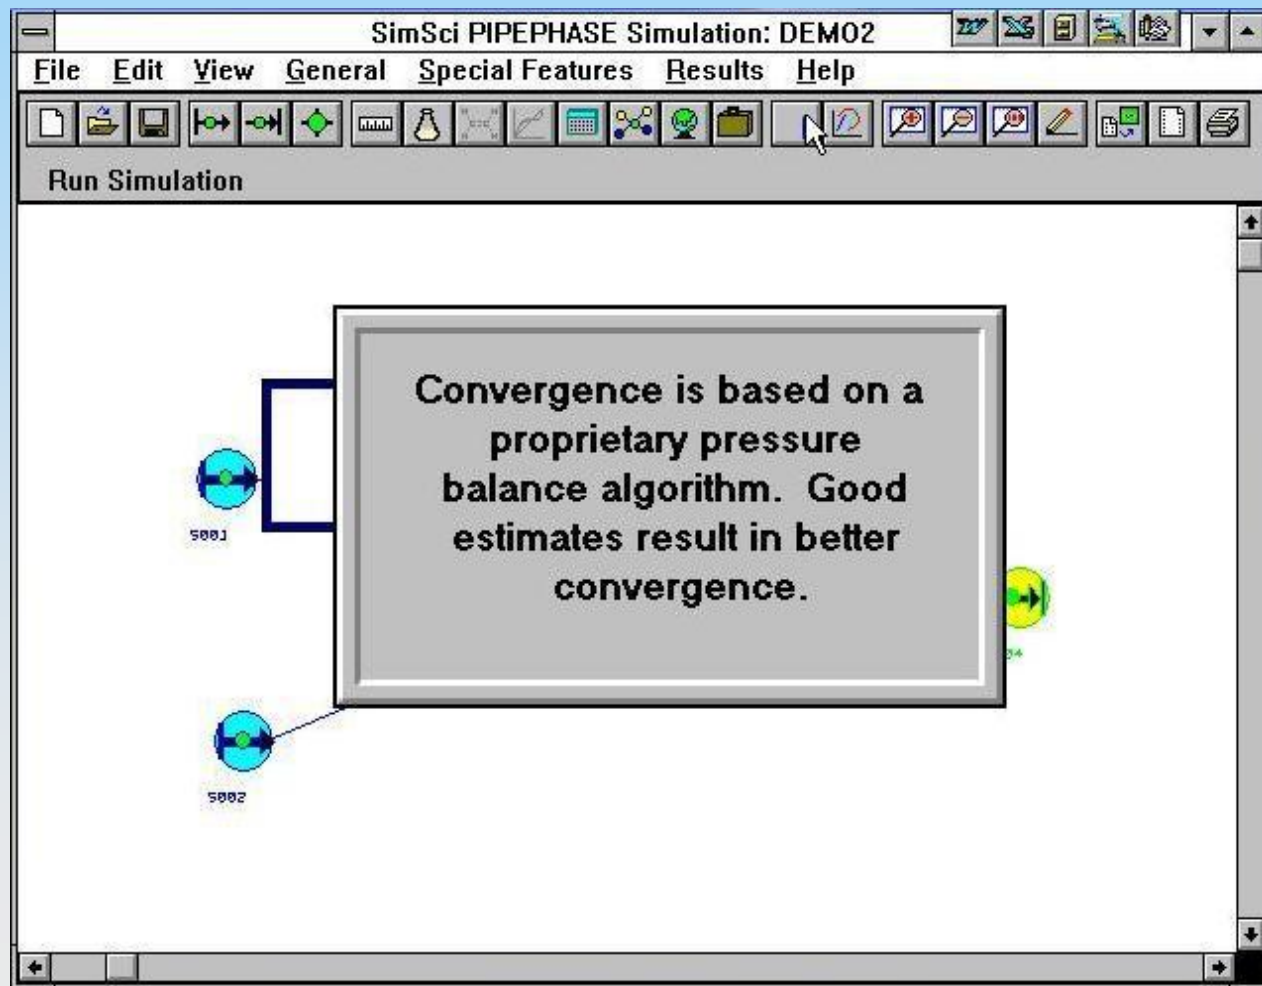 SimSci PIPEPHASE Simulation: DEMO2
File Edit View General Special Features Results Help
Run Simulation
Convergence is based on a
proprietary pressure
balance algorithm. Good
estimates result in better
convergence.
S001
04
S002